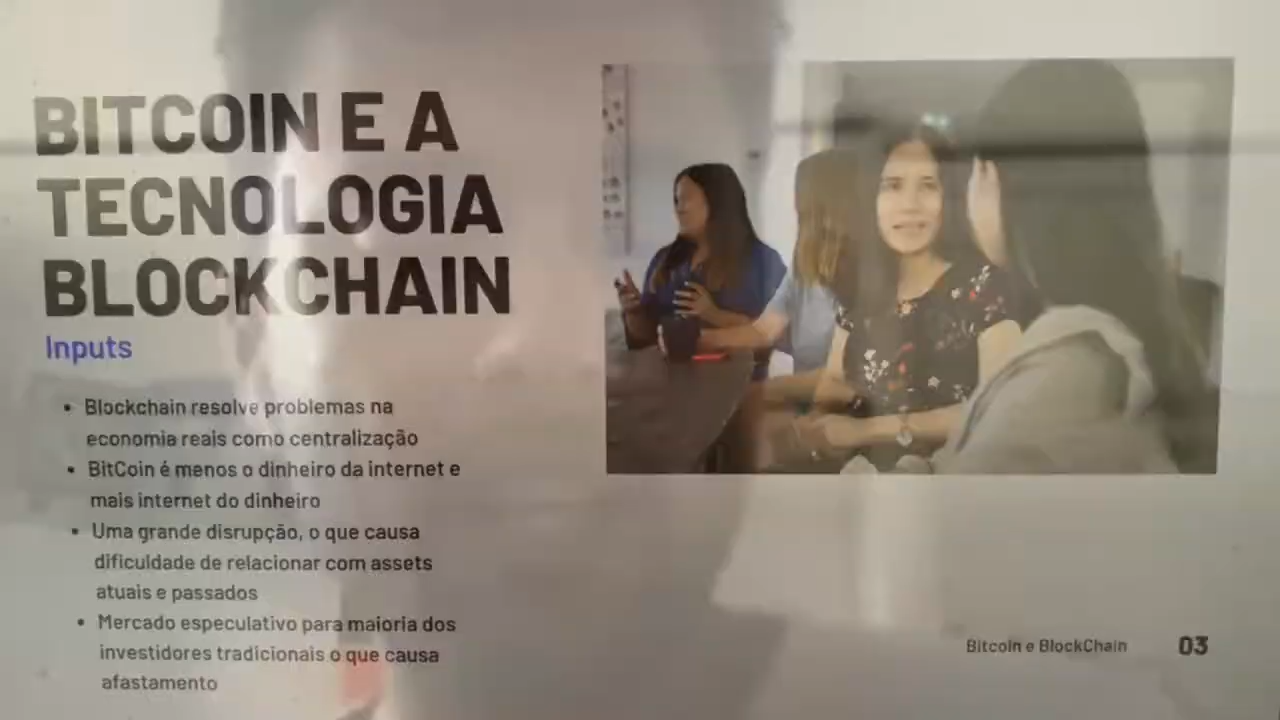 BITCOIN E A
TECNOLOGIA
BLOCKCHAIN
Inputs
• Blockchain resolve problemas na
economia reais como centralização
• BitCoin é menos o dinheiro da internet e
mais internet do dinheiro
• Uma grande disrupção, o que causa
dificuldade de relacionar com assets
atuais e passados
• Mercado especulativo para maioria dos
investidores tradicionais o que causa
afastamento
Bitcoin e BlockChain 03